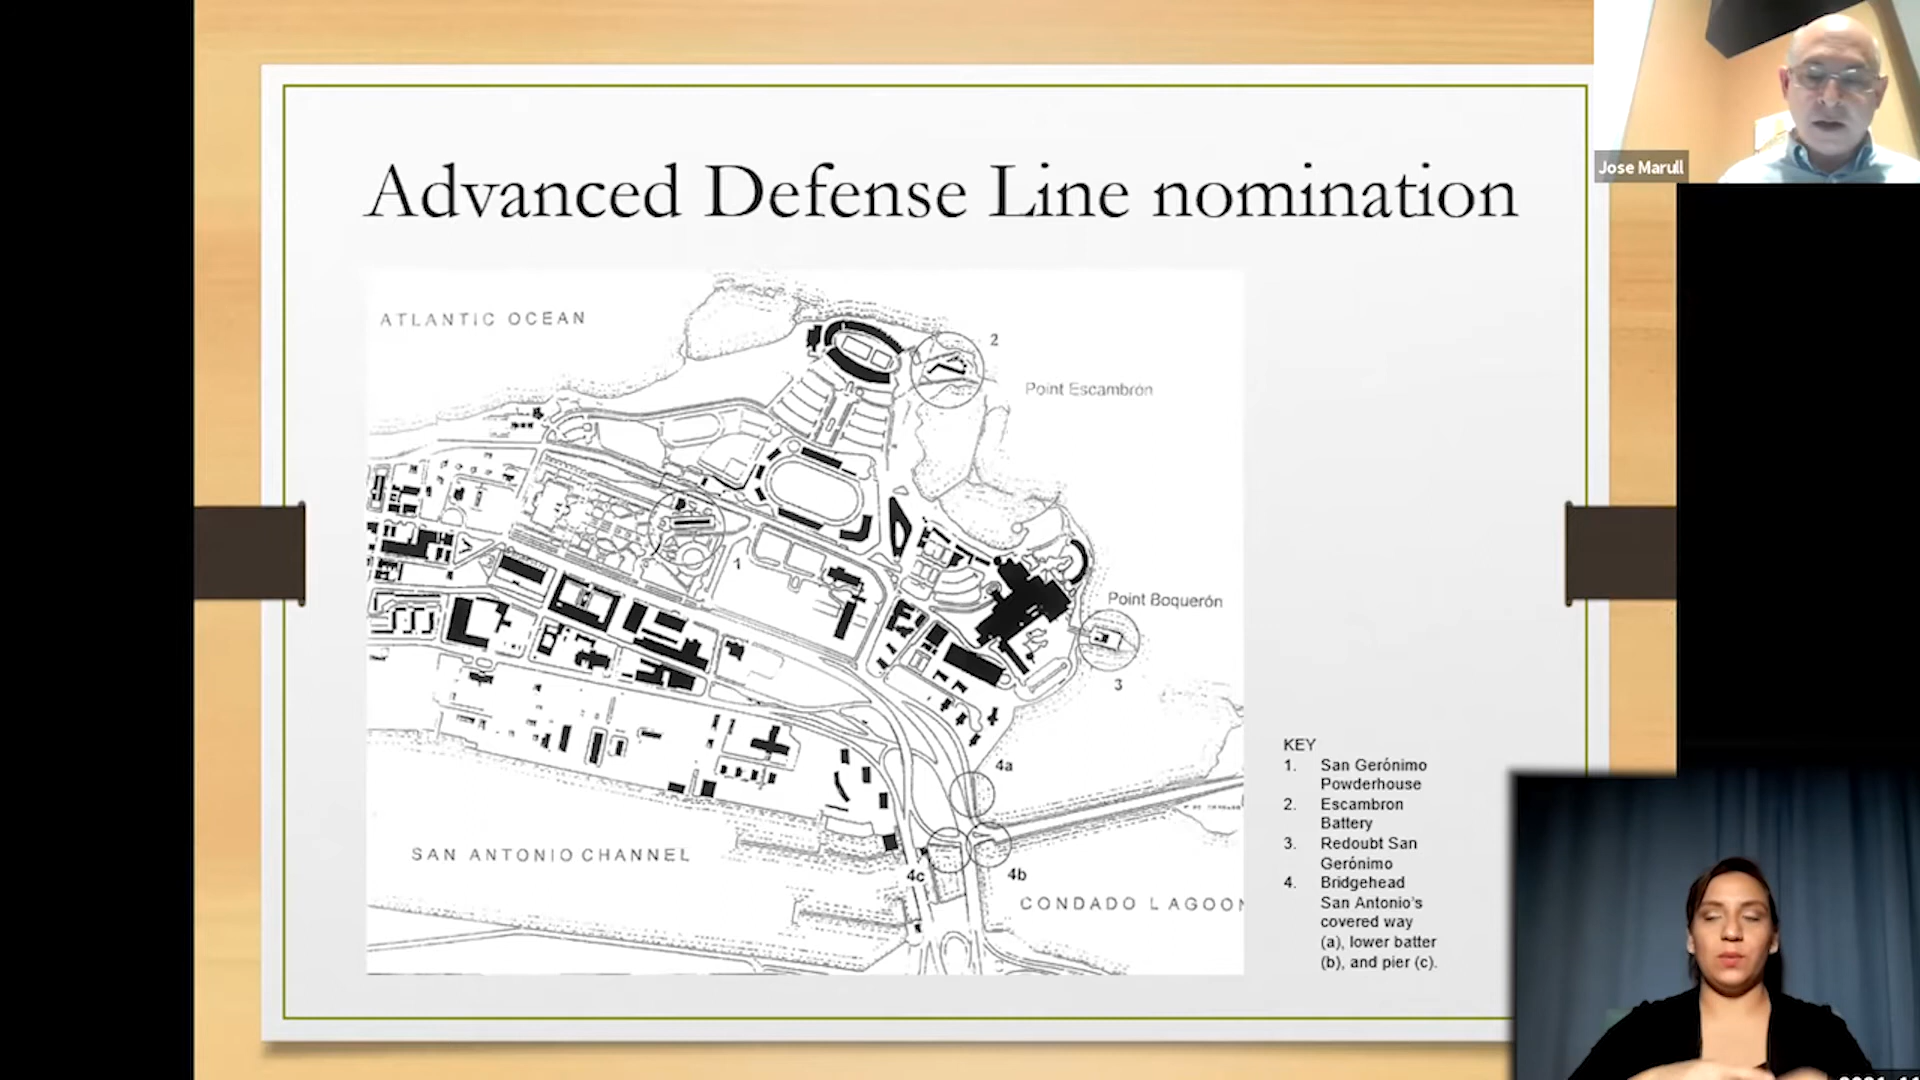 Advanced Defense Line nomination
Jose Marull
ATLANTIC OCEAN
2
Point Escambrón
1
Point Boquerón
3
4a
SAN ANTONIO CHANNEL
4c
4b
CONDADO LAGOON
KEY
1. San Gerónimo
Powderhouse
2. Escambron
Battery
3. Redoubt San
Gerónimo
4. Bridgehead
San Antonio's
covered way
(a), lower batter
(b), and pier (c).